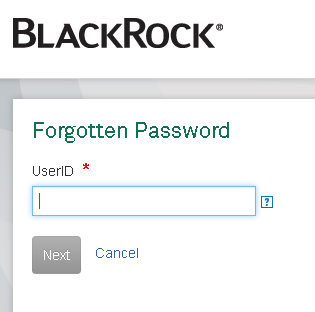 BLACKROCK®
Forgotten Password
UserID *
?
Next Cancel